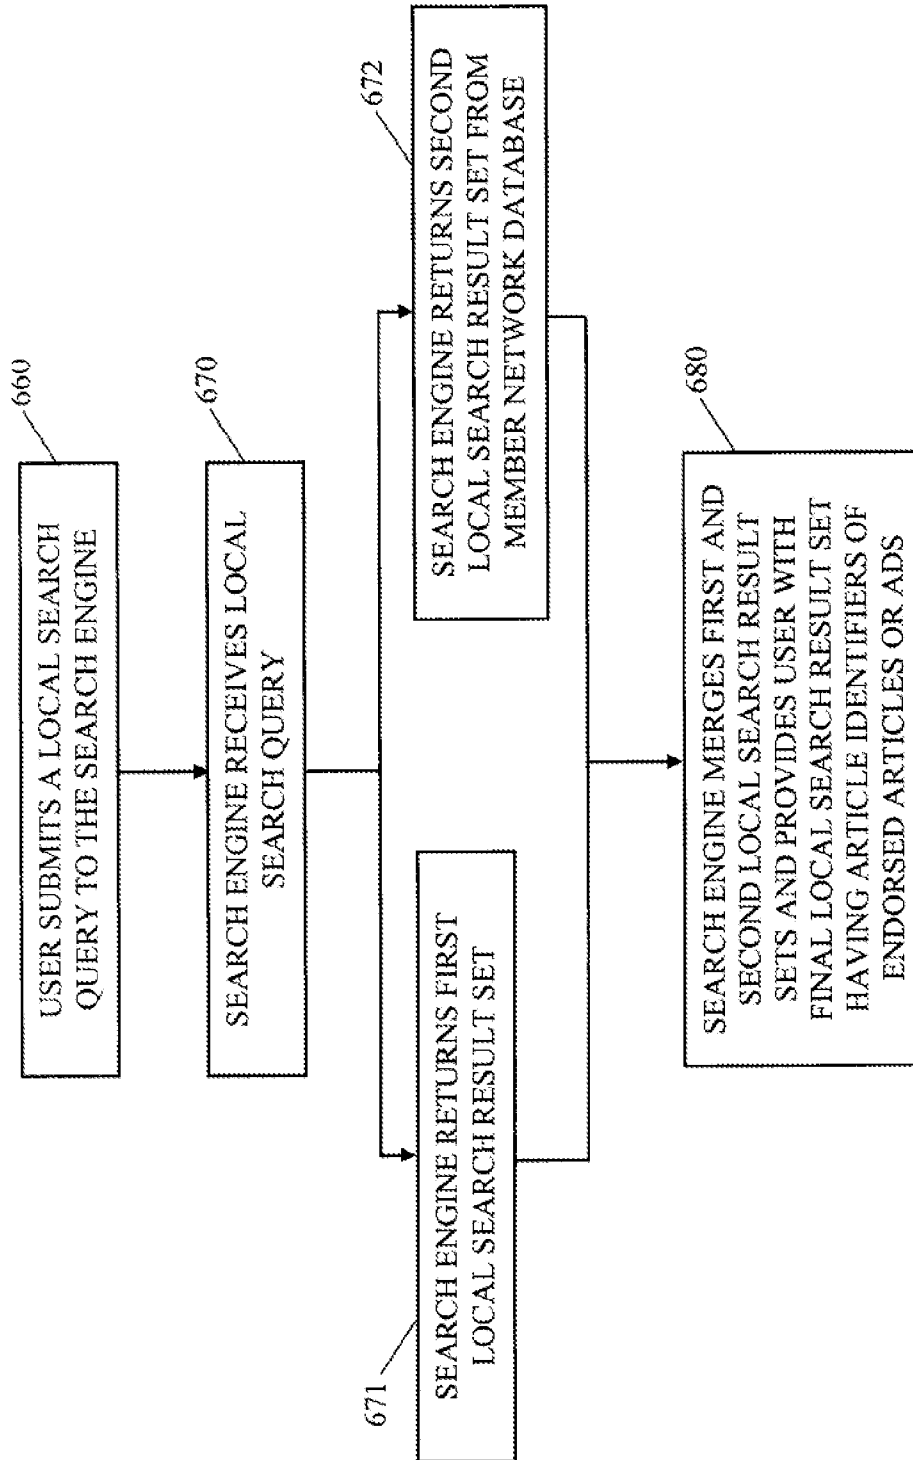 660
USER SUBMITS A LOCAL SEARCH
QUERY TO THE SEARCH ENGINE
670
SEARCH ENGINE RECEIVES LOCAL
SEARCH QUERY
671
SEARCH ENGINE RETURNS FIRST
LOCAL SEARCH RESULT SET
672
SEARCH ENGINE RETURNS SECOND
LOCAL SEARCH RESULT SET FROM
MEMBER NETWORK DATABASE
680
SEARCH ENGINE MERGES FIRST AND
SECOND LOCAL SEARCH RESULT
SETS AND PROVIDES USER WITH
FINAL LOCAL SEARCH RESULT SET
HAVING ARTICLE IDENTIFIERS OF
ENDORSED ARTICLES OR ADS